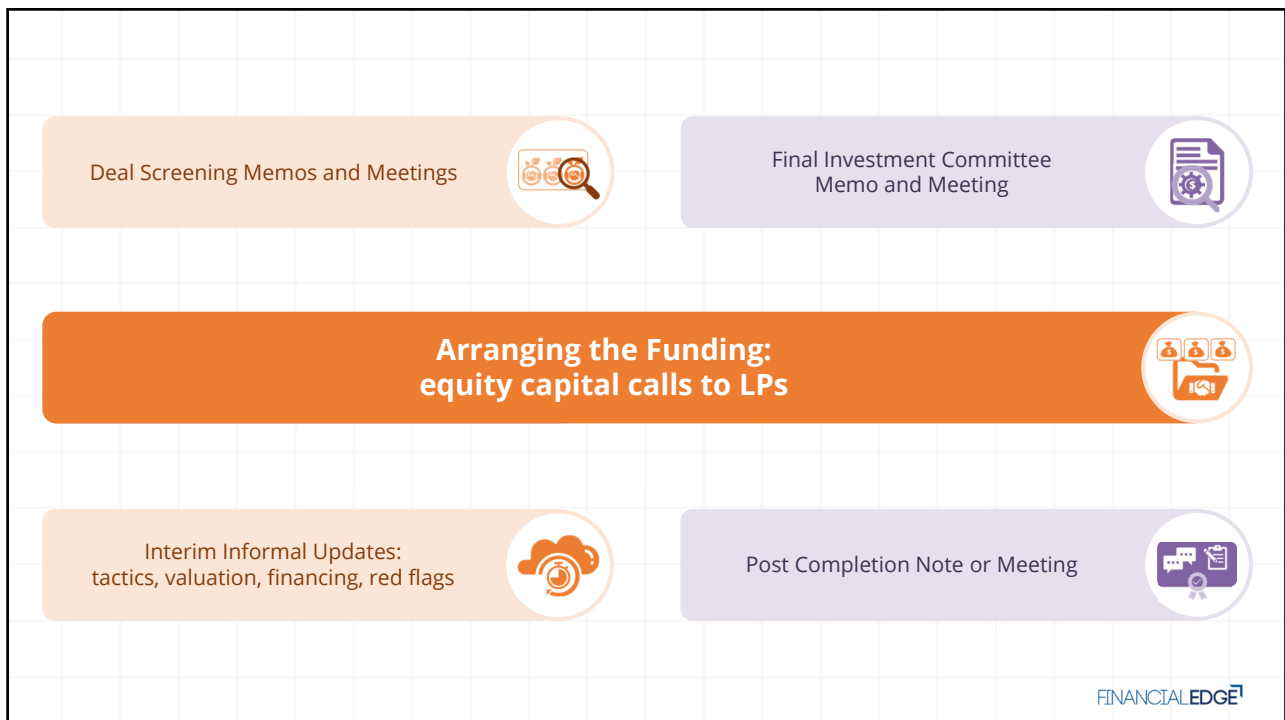 Deal Screening Memos and Meetings
Final Investment Committee
Memo and Meeting
Arranging the Funding:
equity capital calls to LPs
Interim Informal Updates:
tactics, valuation, financing, red flags
Post Completion Note or Meeting
FINANCIALEDGE